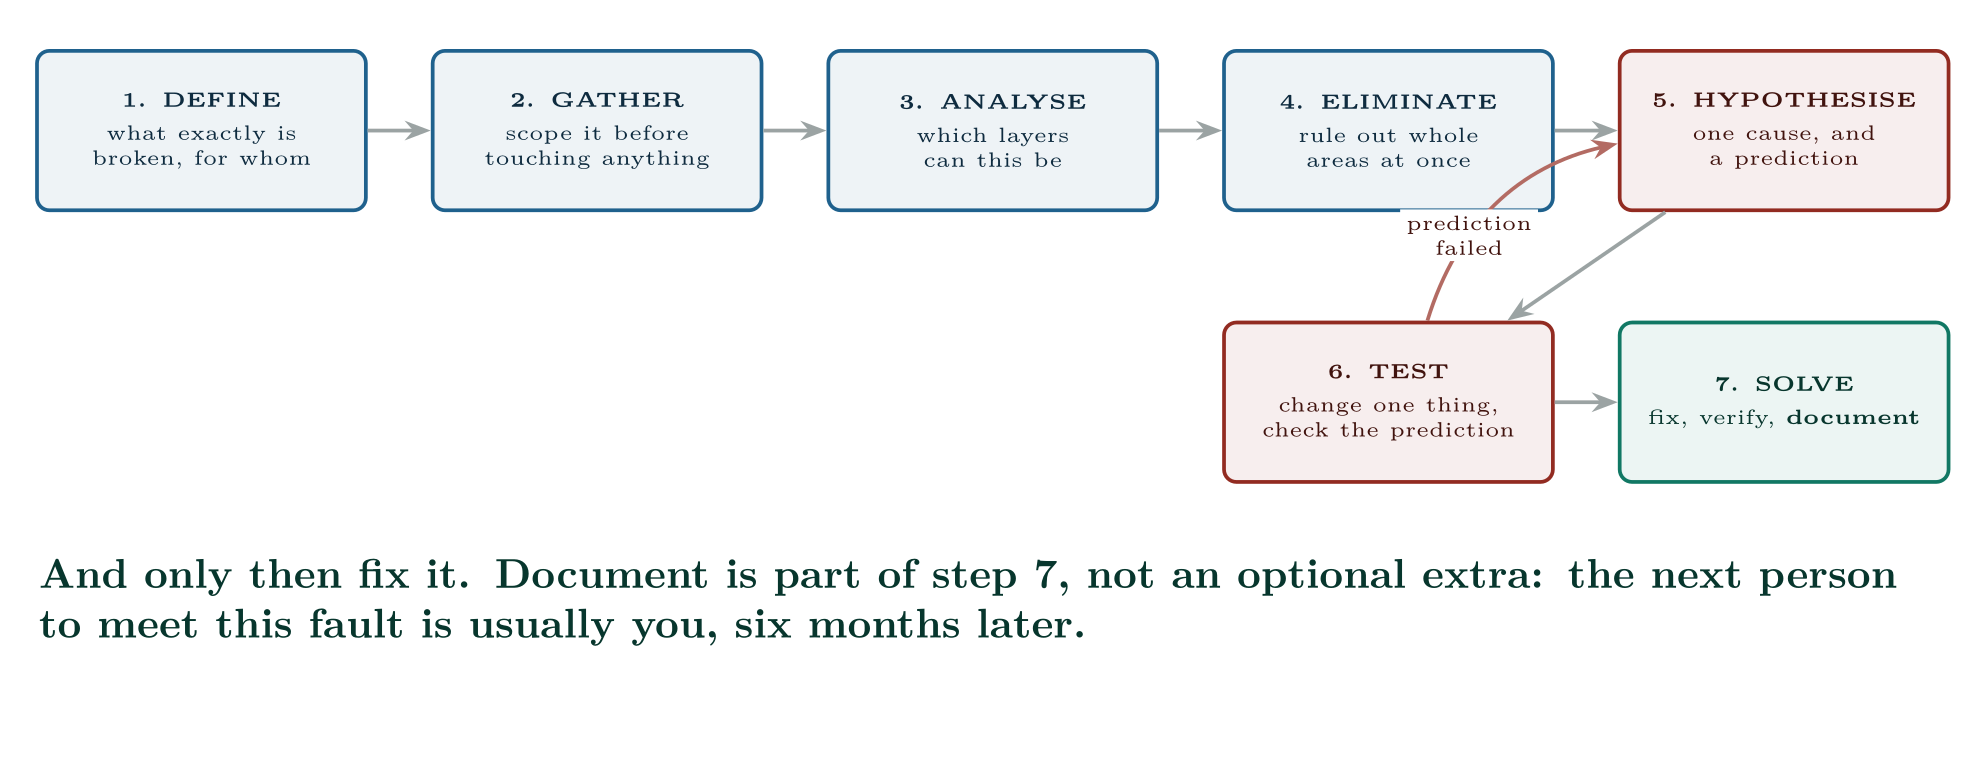 1. DEFINE
what exactly is
broken, for whom
2. GATHER
scope it before
touching anything
3. ANALYSE
which layers
can this be
4. ELIMINATE
rule out whole
areas at once
5. HYPOTHESISE
one cause, and
a prediction
prediction
failed
6. TEST
change one thing,
check the prediction
7. SOLVE
fix, verify, document
And only then fix it. Document is part of step 7, not an optional extra: the next person
to meet this fault is usually you, six months later.